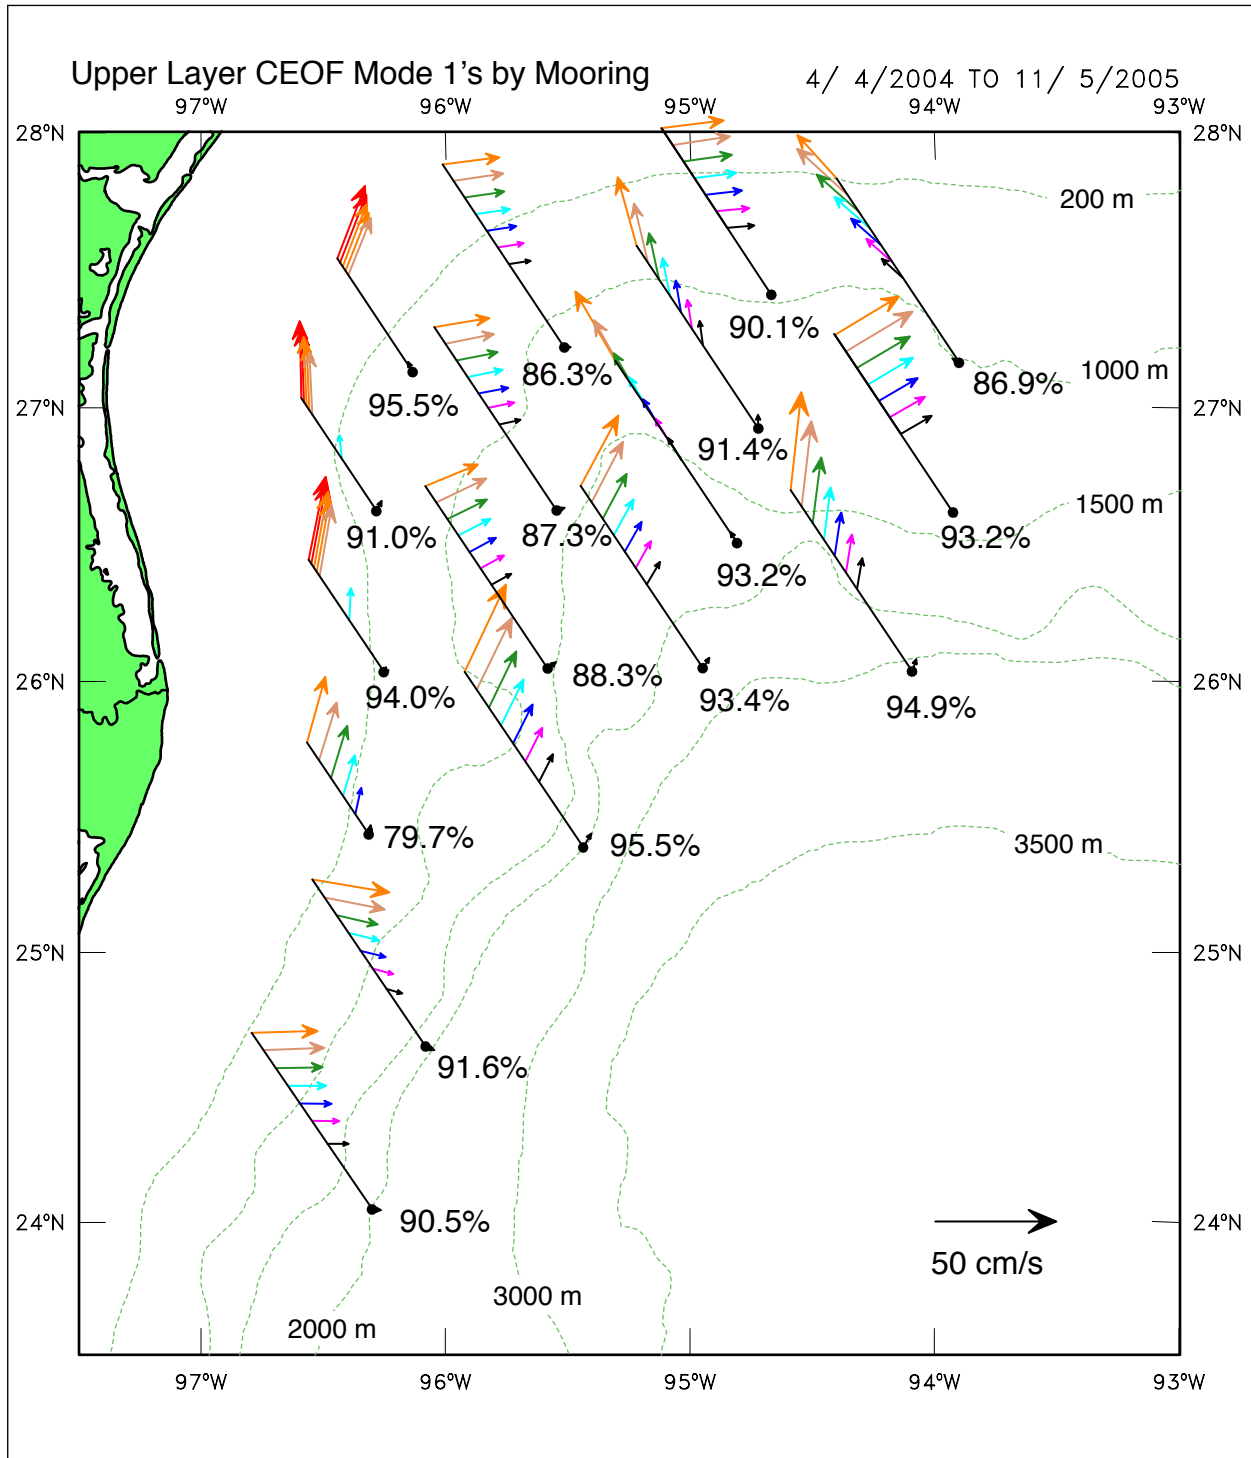 Upper Layer CEOF Mode 1's by Mooring
4/ 4/2004 TO 11/ 5/2005
97°W 96°W 95°W 94°W 93°W
28°N 28°N
200 m
90.1%
86.3%
1000 m
86.9%
95.5%
27°N 27°N
91.4%
1500 m
91.0% 87.3% 93.2%
93.2%
88.3%
26°N 26°N
94.0% 93.4% 94.9%
79.7% 95.5%
3500 m
25°N 25°N
91.6%
90.5%
24°N 24°N
50 cm/s
3000 m
2000 m
97°W 96°W 95°W 94°W 93°W